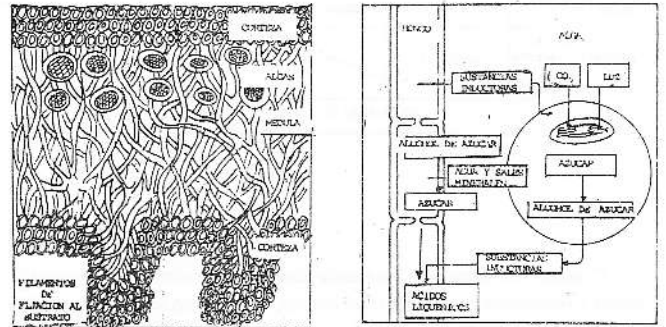 CORTEZA
ALGAS
MEDULA
CORTEZA
FILAMENTOS
DE
FIJACION AL
SUSTRATO
HONGO
ALGA
SUSTANCIAS
INDUCTORAS
CO₂
LUZ
ALCOHOL DE AZUCAR
AGUA Y SALES
MINERALES
AZUCAR
AZUCAR
ALCOHOL DE AZUCAR
SUBSTANCIAS
INDUCTORAS
ACIDOS
LIQUENICOS